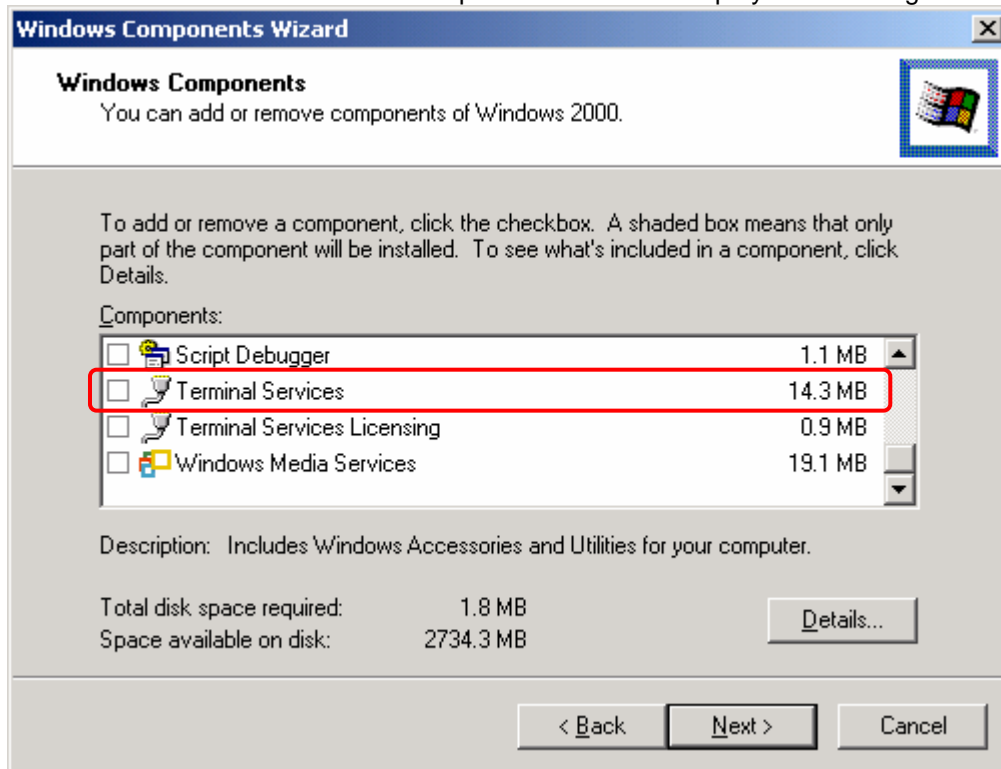 Windows Components Wizard
Windows Components
You can add or remove components of Windows 2000.
To add or remove a component, click the checkbox. A shaded box means that only
part of the component will be installed. To see what's included in a component, click
Details.
Components:
Script Debugger 1.1 MB
Terminal Services 14.3 MB
Terminal Services Licensing 0.9 MB
Windows Media Services 19.1 MB
Description: Includes Windows Accessories and Utilities for your computer.
Total disk space required: 1.8 MB
Details...
Space available on disk: 2734.3 MB
< Back Next > Cancel